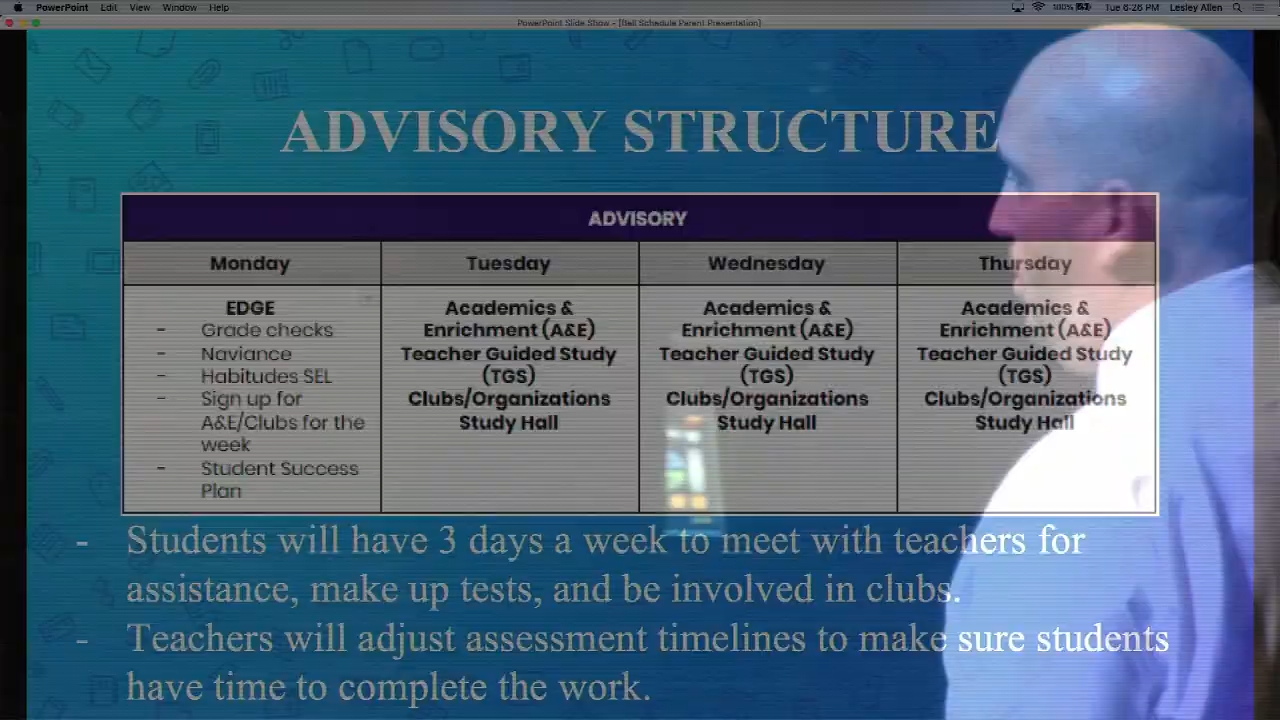 PowerPoint Edit View Window Help 100% Tue 6:26 PM Lesley Allen
PowerPoint Slide Show - [Bell Schedule Parent Presentation]
ADVISORY STRUCTURE
ADVISORY
Monday Tuesday Wednesday Thursday
EDGE Academics & Academics & Academics &
- Grade checks Enrichment (A&E) Enrichment (A&E) Enrichment (A&E)
- Naviance Teacher Guided Study Teacher Guided Study Teacher Guided Study
- Habitudes SEL (TGS) (TGS) (TGS)
- Sign up for Clubs/Organizations Clubs/Organizations Clubs/Organizations
A&E/Clubs for the Study Hall Study Hall Study Hall
week
- Student Success
Plan
- Students will have 3 days a week to meet with teachers for
assistance, make up tests, and be involved in clubs.
- Teachers will adjust assessment timelines to make sure students
have time to complete the work.